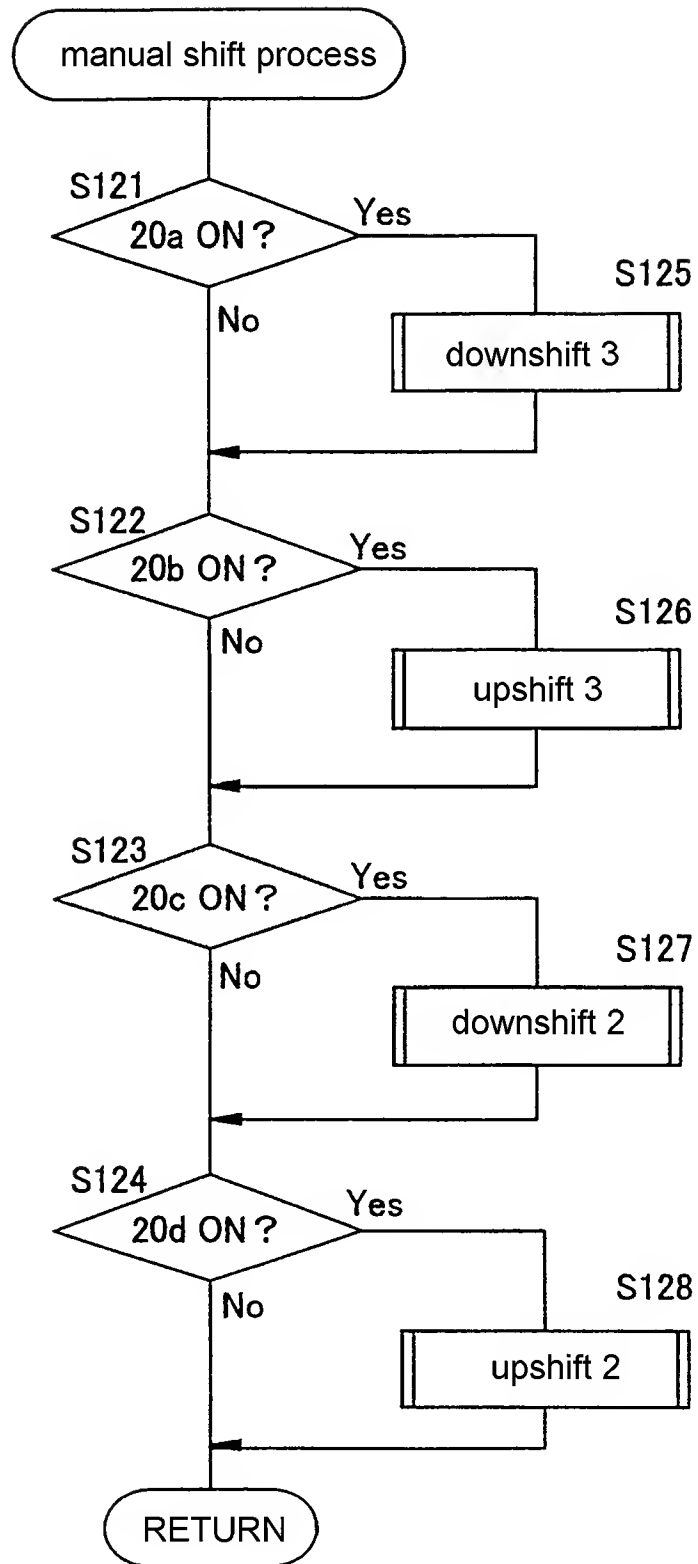 manual shift process
S121
20a ON?
Yes
No
S125
downshift 3
S122
20b ON?
Yes
No
S126
upshift 3
S123
20c ON?
Yes
No
S127
downshift 2
S124
20d ON?
Yes
No
S128
upshift 2
RETURN